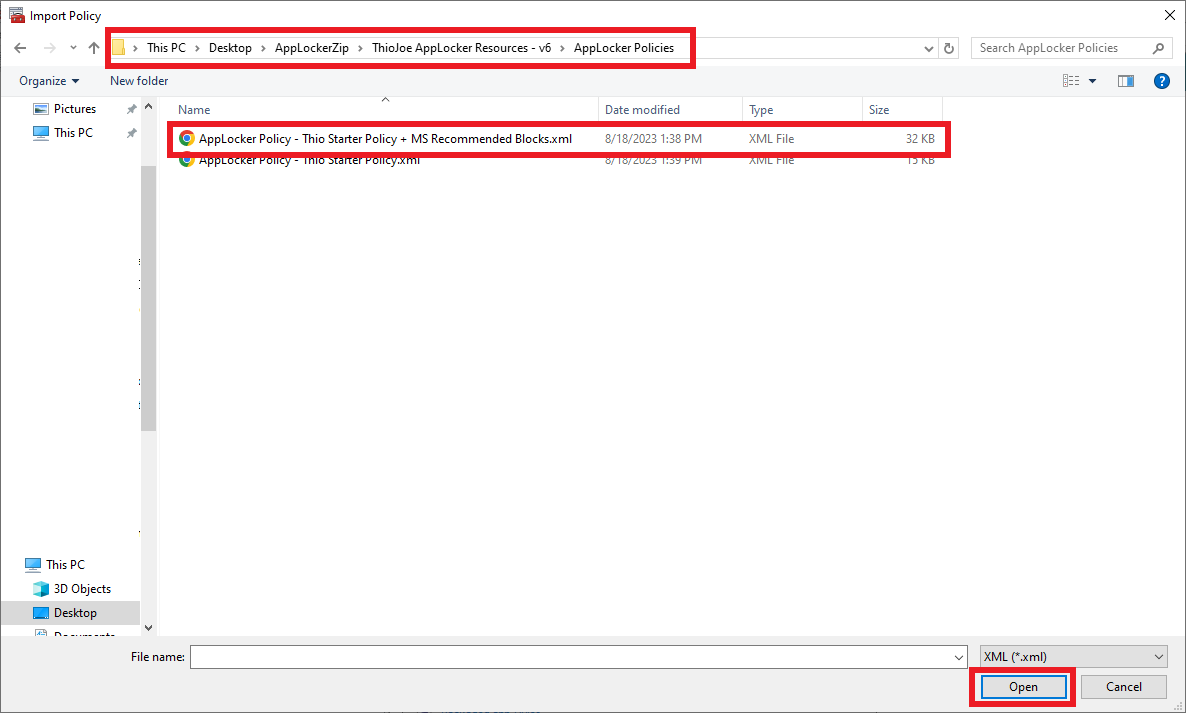 Import Policy
This PC > Desktop > AppLockerZip > ThioJoe AppLocker Resources - v6 > AppLocker Policies
Search AppLocker Policies
Organize
New folder
?
Pictures
This PC
Name
Date modified
Type
Size
AppLocker Policy - Thio Starter Policy + MS Recommended Blocks.xml
8/18/2023 1:38 PM
XML File
32 KB
AppLocker Policy - Thio Starter Policy.xml
8/18/2023 1:39 PM
XML File
15 KB
This PC
3D Objects
Desktop
Documents
File name:
XML (*.xml)
Open
Cancel